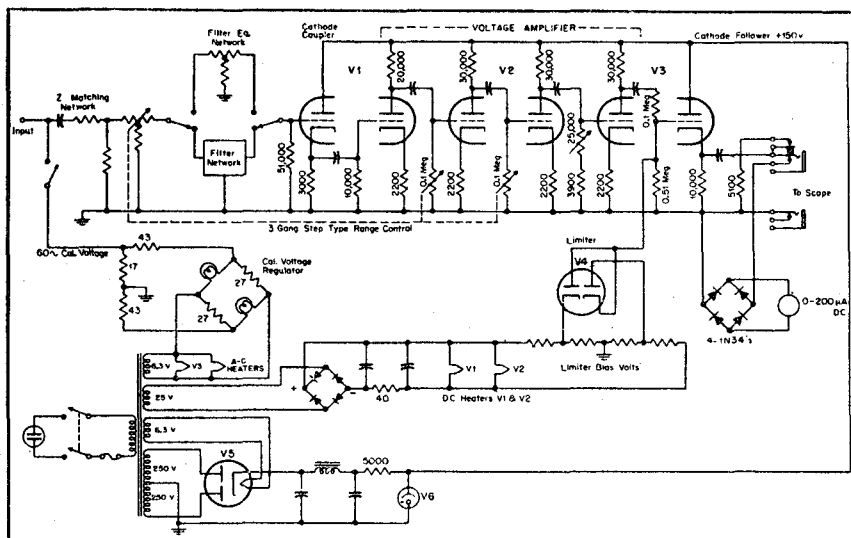 Cathode Coupler
VOLTAGE AMPLIFIER
Cathode Follower +150v
Filter Eq. Network
Z Matching Network
Input
Filter Network
V1
V2
V3
20,000
30,000
30,000
30,000
51,000
3000
10,000
2200
0.1 Meg
2200
0.1 Meg
2200
25,000
3900
2200
0.1 Meg
0.51 Meg
10,000
5100
To Scope
3 Gang Step Type Range Control
60~ Cal. Voltage
43
17
43
Cal. Voltage Regulator
27
27
Limiter
V4
0-200 μA DC
4-1N34's
6.3 V
V3
A-C HEATERS
25 V
6.3 V
250 V
250 V
+
-
40
V1
V2
DC Heaters V1 & V2
Limiter Bias Volts
V5
5000
V6